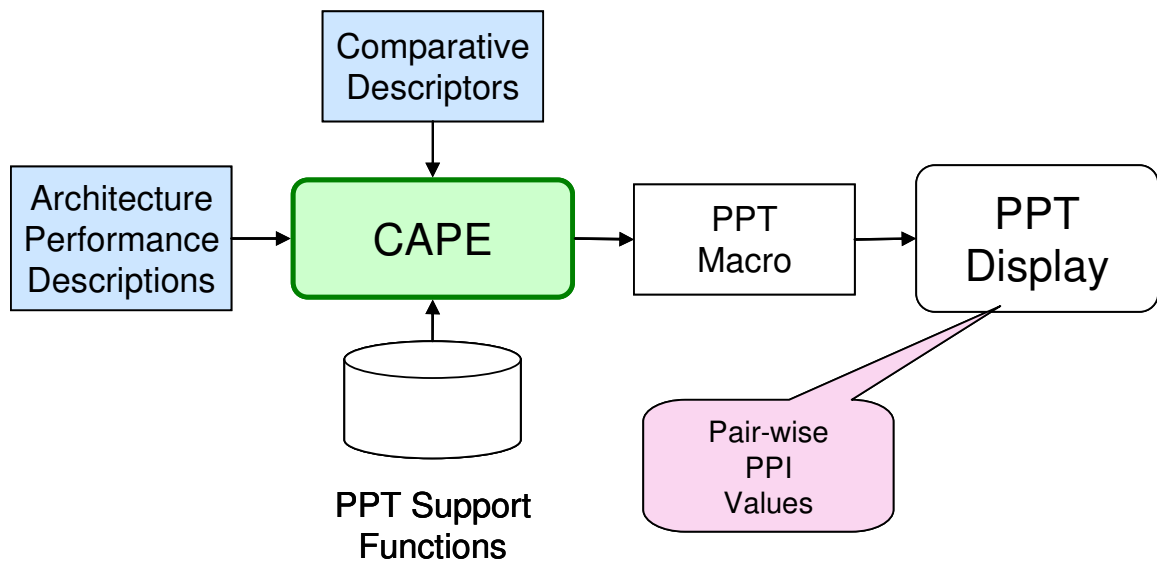 Comparative
Descriptors
Architecture
Performance
Descriptions
CAPE
PPT
Macro
PPT
Display
Pair-wise
PPI
Values
PPT Support
Functions